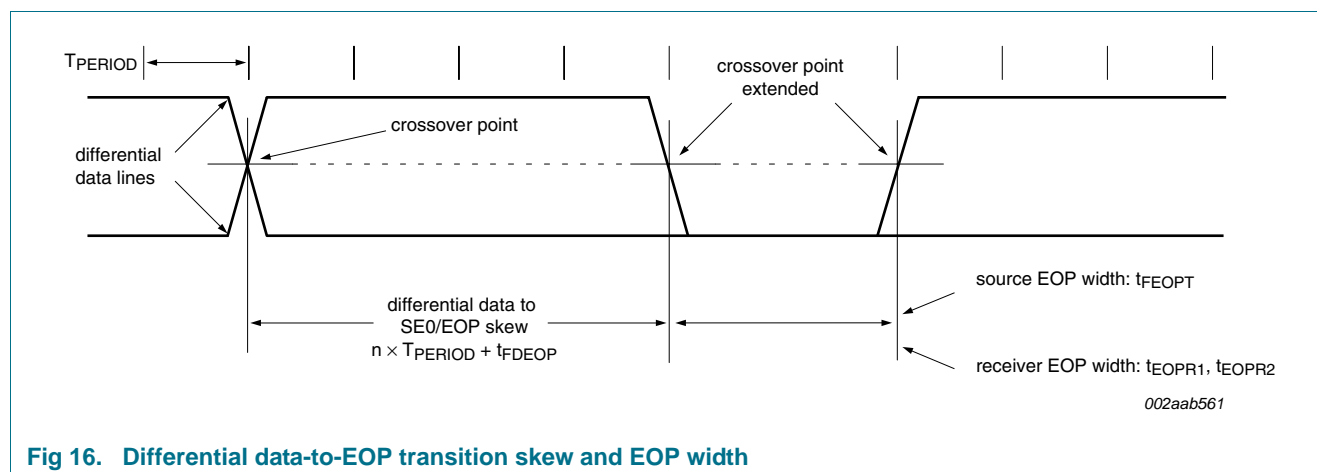 TPERIOD
crossover point
extended
crossover point
differential
data lines
differential data to
SE0/EOP skew
n × TPERIOD + tFDEOP
source EOP width: tFEOPT
receiver EOP width: tEOPR1, tEOPR2
002aab561
Fig 16. Differential data-to-EOP transition skew and EOP width